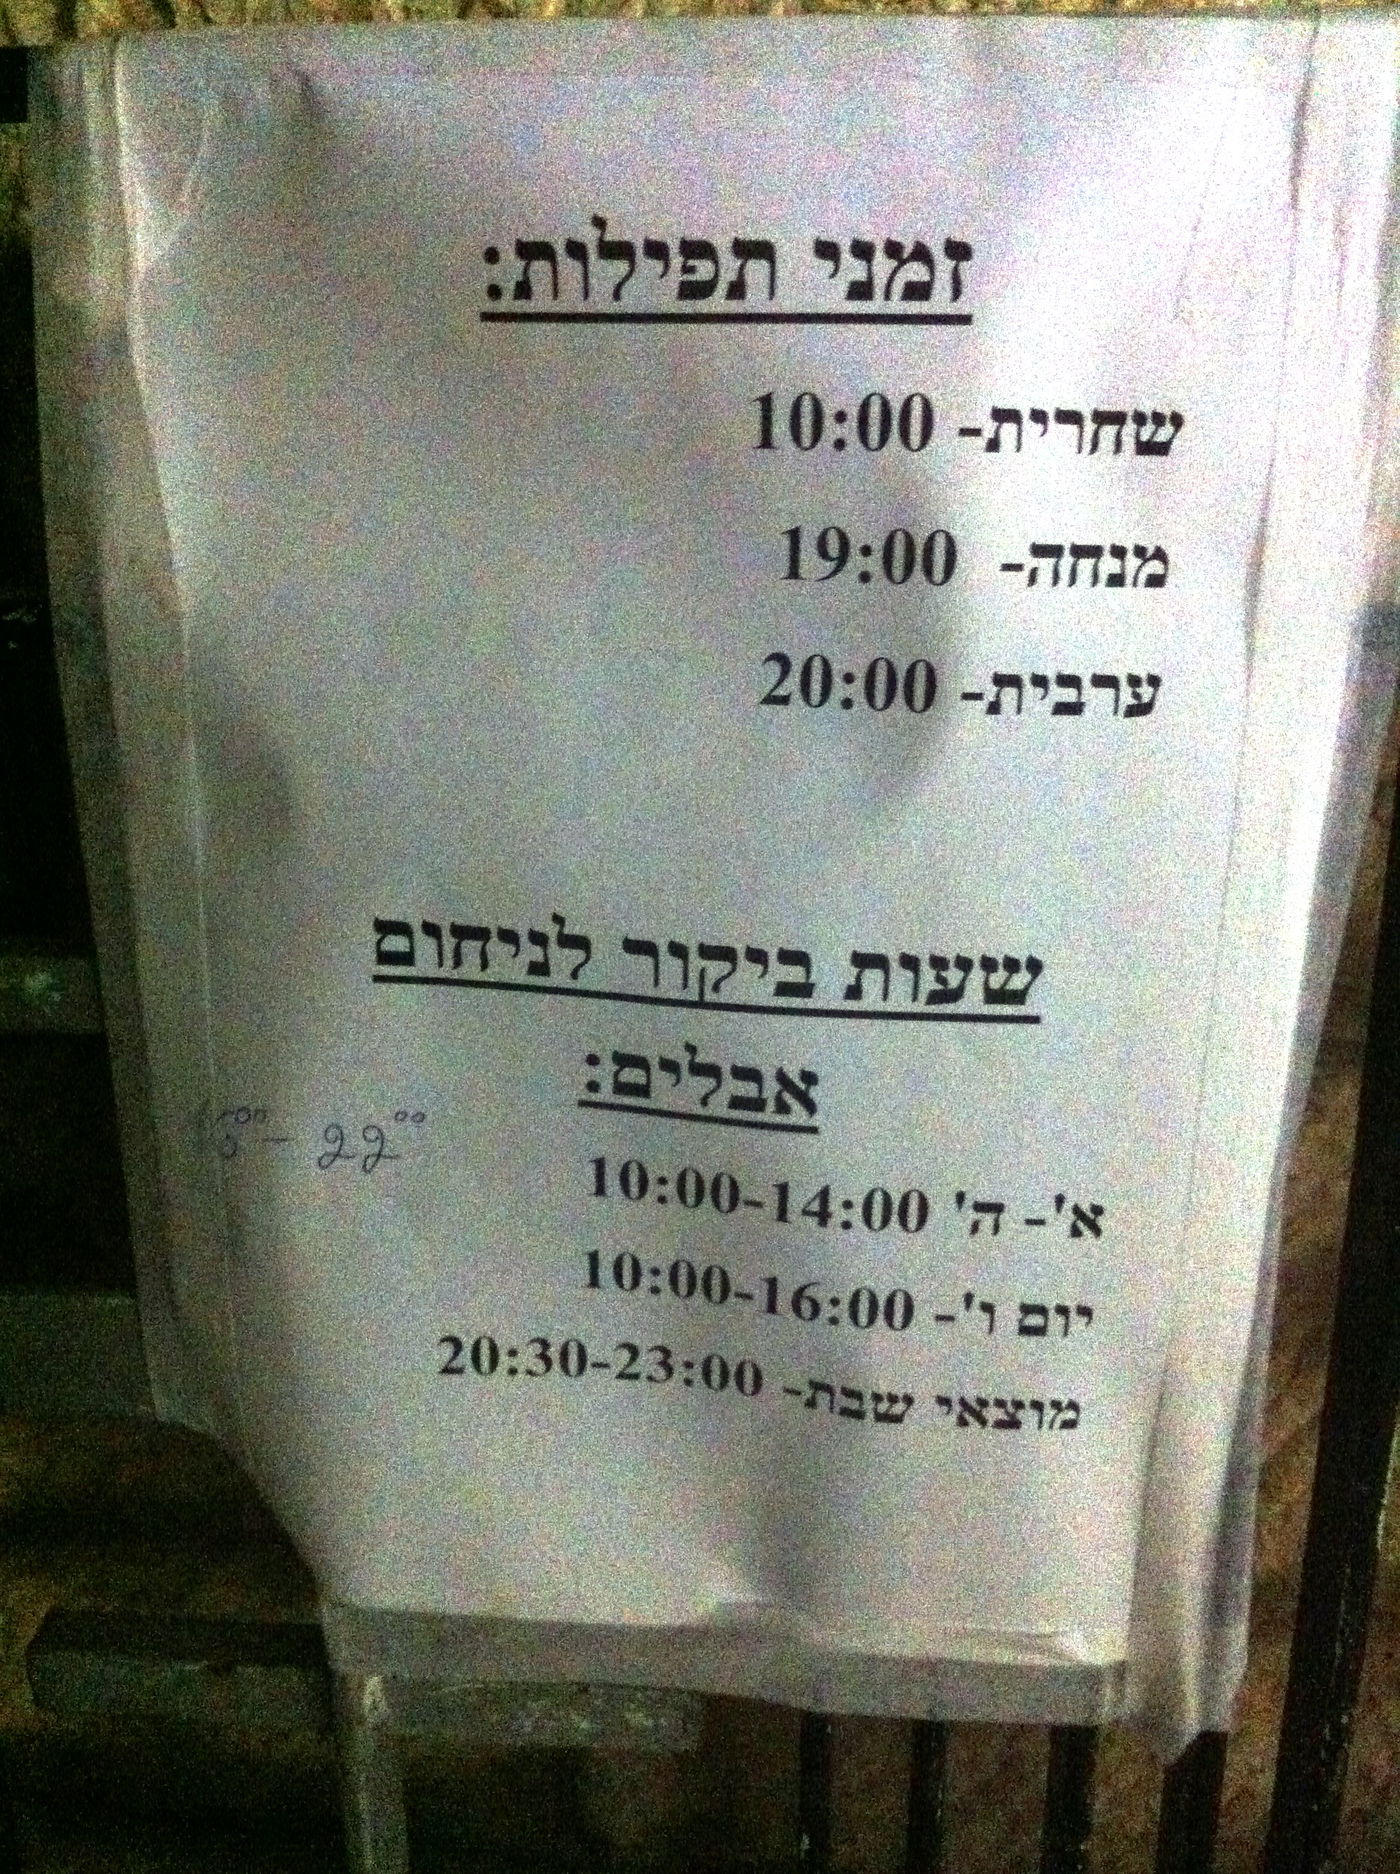 זמני תפילות:
שחרית- 10:00
מנחה- 19:00
ערבית- 20:00
שעות ביקור לניחום
אבלים:
א'- ה' 10:00-14:00
- 22⁰⁰
יום ו'- 10:00-16:00
מוצאי שבת- 20:30-23:00